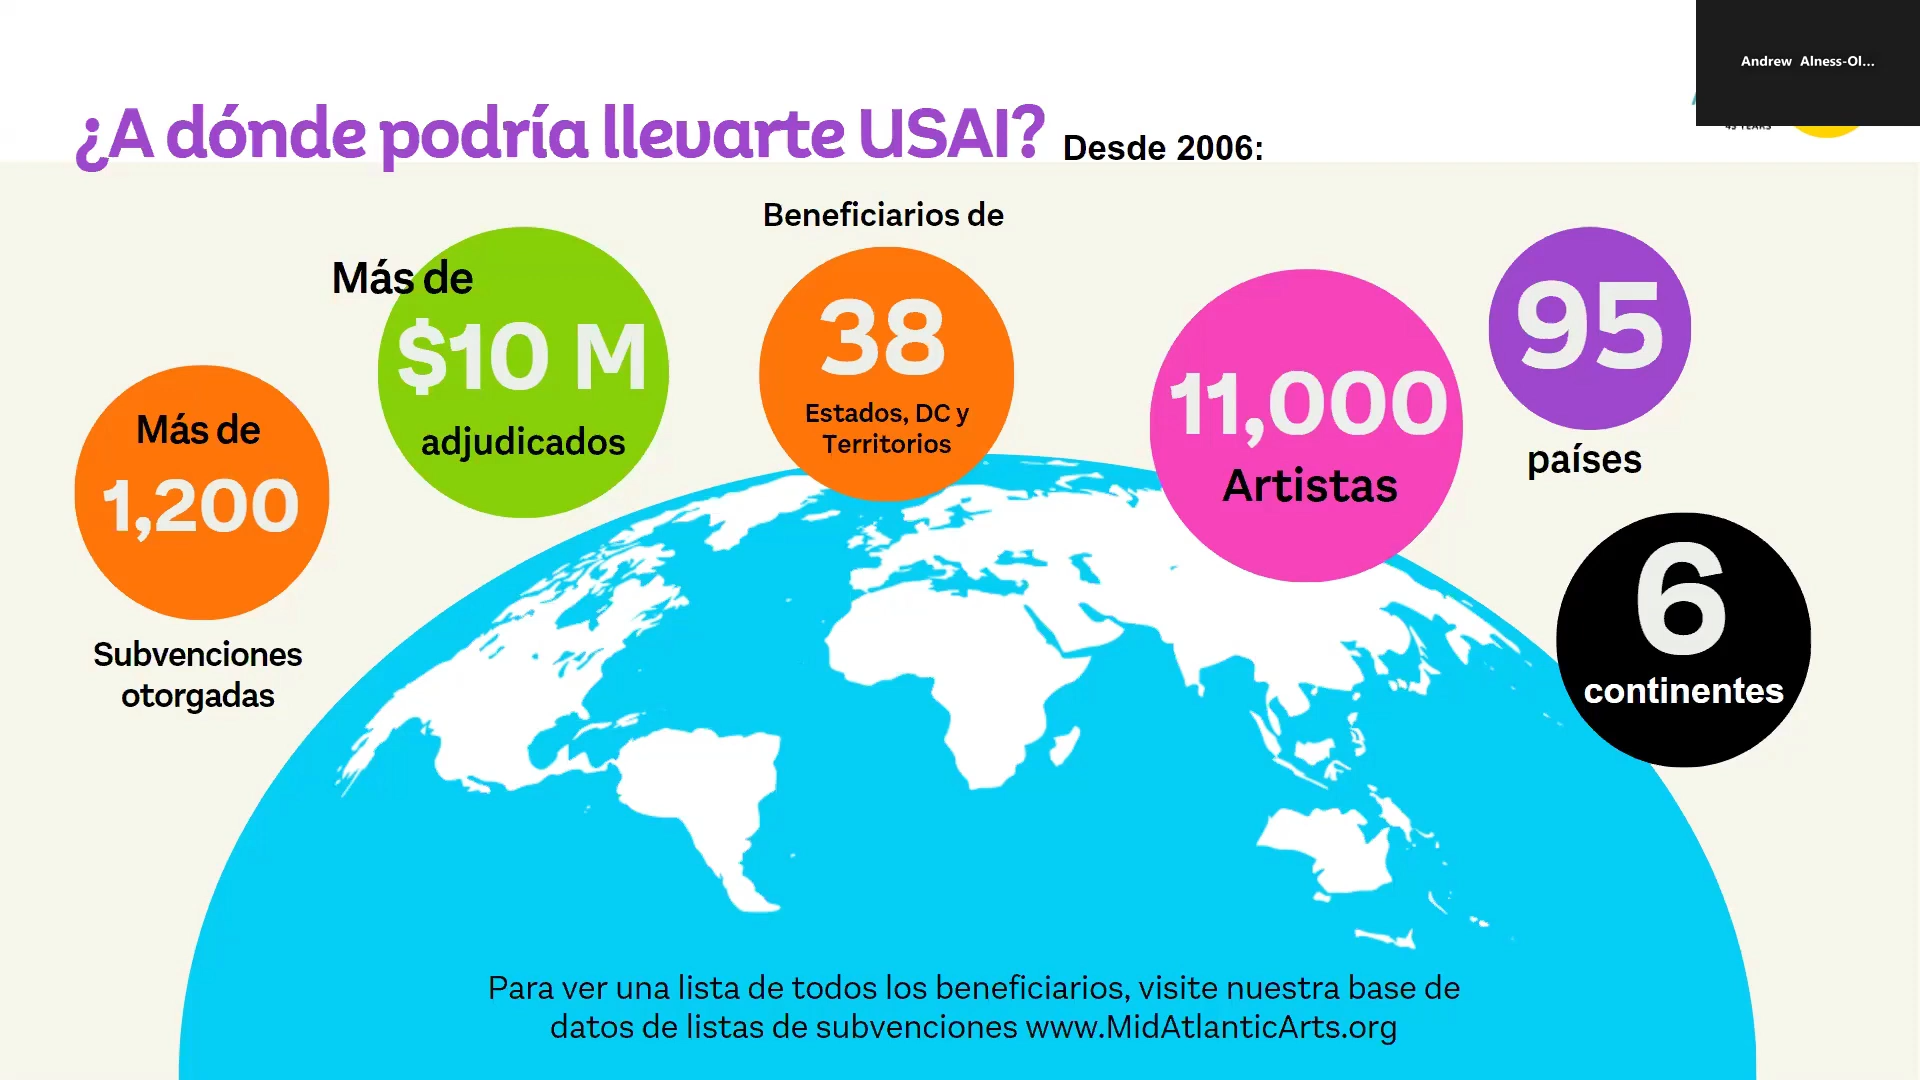 Andrew Alness-Ol...
45 YEARS
¿A dónde podría llevarte USAI? Desde 2006:
Más de
1,200
Subvenciones
otorgadas
Más de
$10 M
adjudicados
Beneficiarios de
38
Estados, DC y
Territorios
11,000
Artistas
95
países
6
continentes
Para ver una lista de todos los beneficiarios, visite nuestra base de
datos de listas de subvenciones www.MidAtlanticArts.org